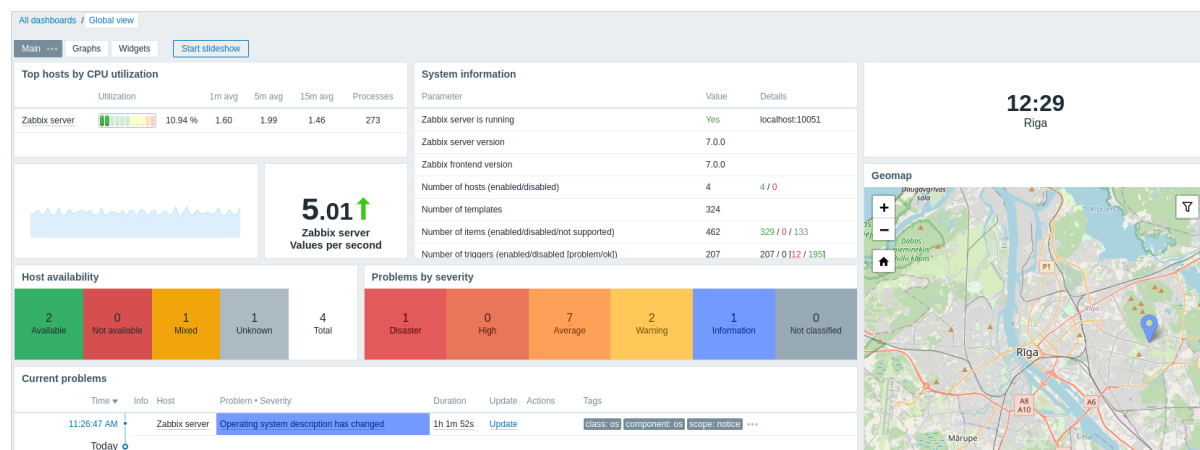 All dashboards / Global view
Main ••• Graphs Widgets Start slideshow
Top hosts by CPU utilization
Utilization 1m avg 5m avg 15m avg Processes
Zabbix server 10.94 % 1.60 1.99 1.46 273
5.01
Zabbix server
Values per second
System information
Parameter Value Details
Zabbix server is running Yes localhost:10051
Zabbix server version 7.0.0
Zabbix frontend version 7.0.0
Number of hosts (enabled/disabled) 4 4 / 0
Number of templates 324
Number of items (enabled/disabled/not supported) 462 329 / 0 / 133
Number of triggers (enabled/disabled [problem/ok]) 207 207 / 0 [12 / 195]
12:29
Riga
Geomap
+
−
Daugavgrīvas
sala
Ķīšezers
Dabas
P1
Rīga
Rīga
A8
A10
A6
Mārupe
Host availability
2 Available
0 Not available
1 Mixed
1 Unknown
4 Total
Problems by severity
1 Disaster
0 High
7 Average
2 Warning
1 Information
0 Not classified
Current problems
Time Info Host Problem • Severity Duration Update Actions Tags
11:26:47 AM Zabbix server Operating system description has changed 1h 1m 52s Update class: os component: os scope: notice •••
Today